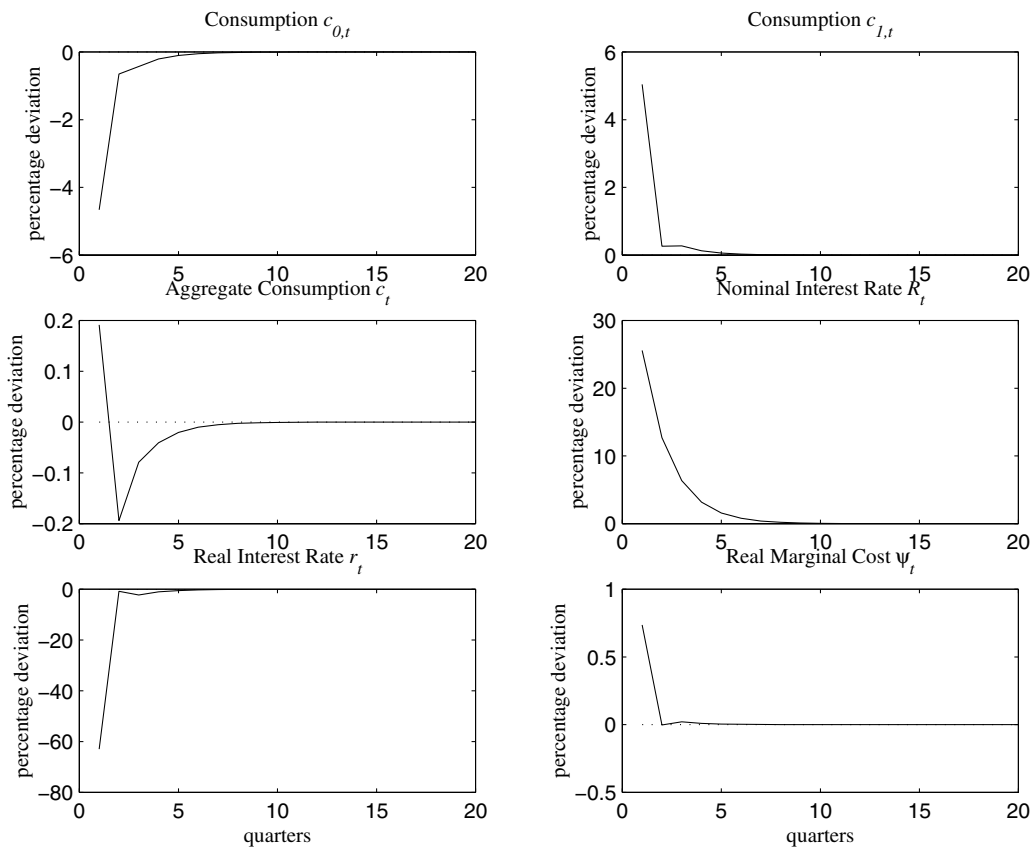 Consumption c0,t
percentage deviation
0
−2
−4
−6
0 5 10 15 20
Consumption c1,t
percentage deviation
6
4
2
0
0 5 10 15 20
Aggregate Consumption ct
percentage deviation
0.2
0.1
0
−0.1
−0.2
0 5 10 15 20
Nominal Interest Rate Rt
percentage deviation
30
20
10
0
0 5 10 15 20
Real Interest Rate rt
percentage deviation
0
−20
−40
−60
−80
0 5 10 15 20
quarters
Real Marginal Cost ψt
percentage deviation
1
0.5
0
−0.5
0 5 10 15 20
quarters